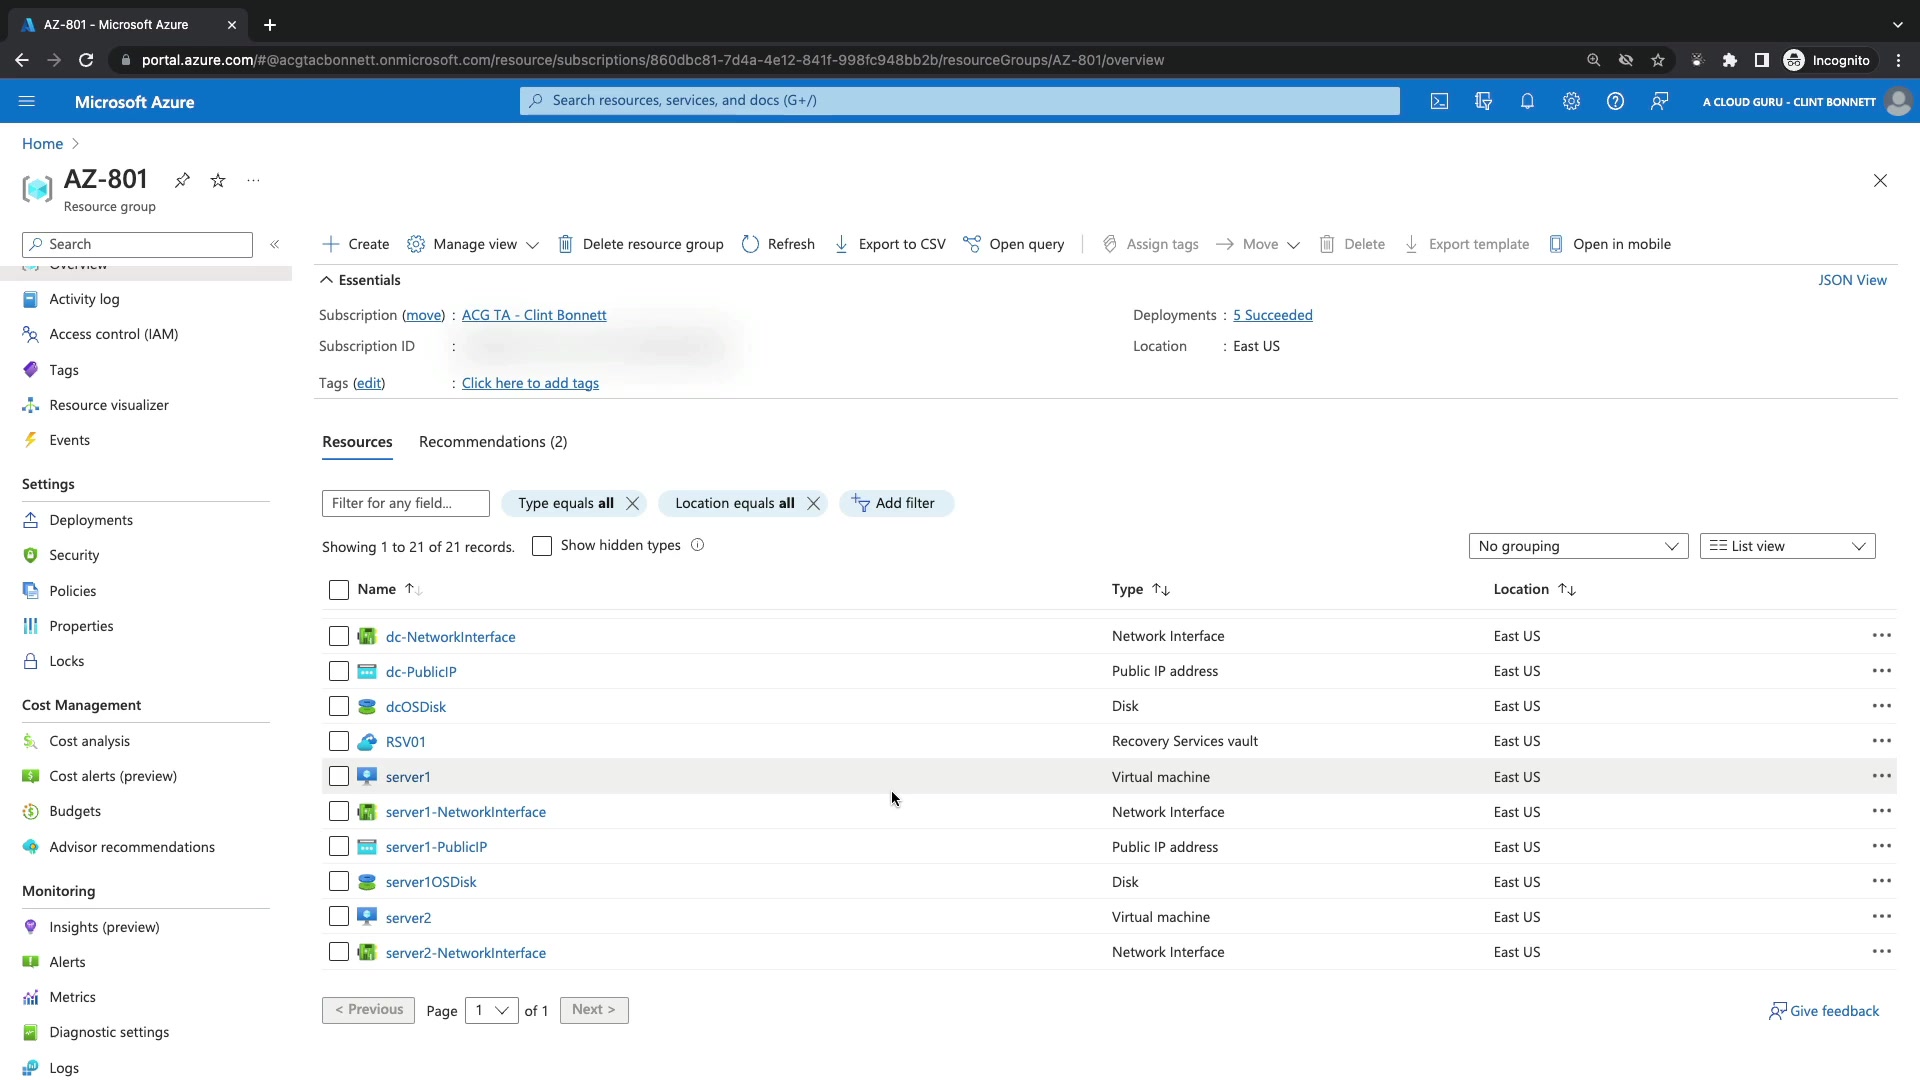 AZ-801 - Microsoft Azure
portal.azure.com/#@acgtacbonnett.onmicrosoft.com/resource/subscriptions/860dbc81-7d4a-4e12-841f-998fc948bb2b/resourceGroups/AZ-801/overview
Incognito
Microsoft Azure
Search resources, services, and docs (G+/)
A CLOUD GURU - CLINT BONNETT
Home
AZ-801
Resource group
Search
Create
Manage view
Delete resource group
Refresh
Export to CSV
Open query
Assign tags
Move
Delete
Export template
Open in mobile
Overview
Activity log
Access control (IAM)
Tags
Resource visualizer
Events
Settings
Deployments
Security
Policies
Properties
Locks
Cost Management
Cost analysis
Cost alerts (preview)
Budgets
Advisor recommendations
Monitoring
Insights (preview)
Alerts
Metrics
Diagnostic settings
Logs
Essentials
JSON View
Subscription (move) : ACG TA - Clint Bonnett
Deployments : 5 Succeeded
Subscription ID :
Location : East US
Tags (edit) : Click here to add tags
Resources Recommendations (2)
Filter for any field...
Type equals all
Location equals all
Add filter
Showing 1 to 21 of 21 records.
Show hidden types
No grouping
List view
Name Type Location
dc-NetworkInterface Network Interface East US
dc-PublicIP Public IP address East US
dcOSDisk Disk East US
RSV01 Recovery Services vault East US
server1 Virtual machine East US
server1-NetworkInterface Network Interface East US
server1-PublicIP Public IP address East US
server1OSDisk Disk East US
server2 Virtual machine East US
server2-NetworkInterface Network Interface East US
< Previous Page 1 of 1 Next >
Give feedback